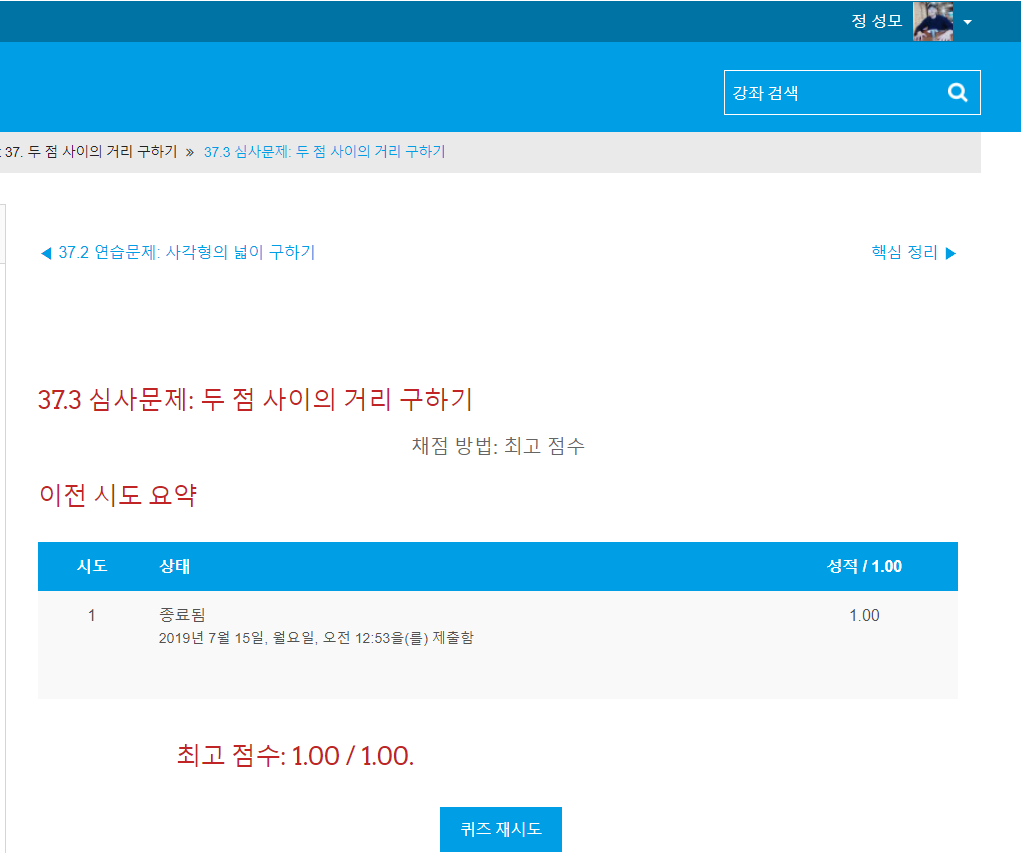 정 성모
강좌 검색
: 37. 두 점 사이의 거리 구하기 » 37.3 심사문제: 두 점 사이의 거리 구하기
◀ 37.2 연습문제: 사각형의 넓이 구하기
핵심 정리 ▶
37.3 심사문제: 두 점 사이의 거리 구하기
채점 방법: 최고 점수
이전 시도 요약
시도 상태 성적 / 1.00
1 종료됨 1.00
2019년 7월 15일, 월요일, 오전 12:53을(를) 제출함
최고 점수: 1.00 / 1.00.
퀴즈 재시도